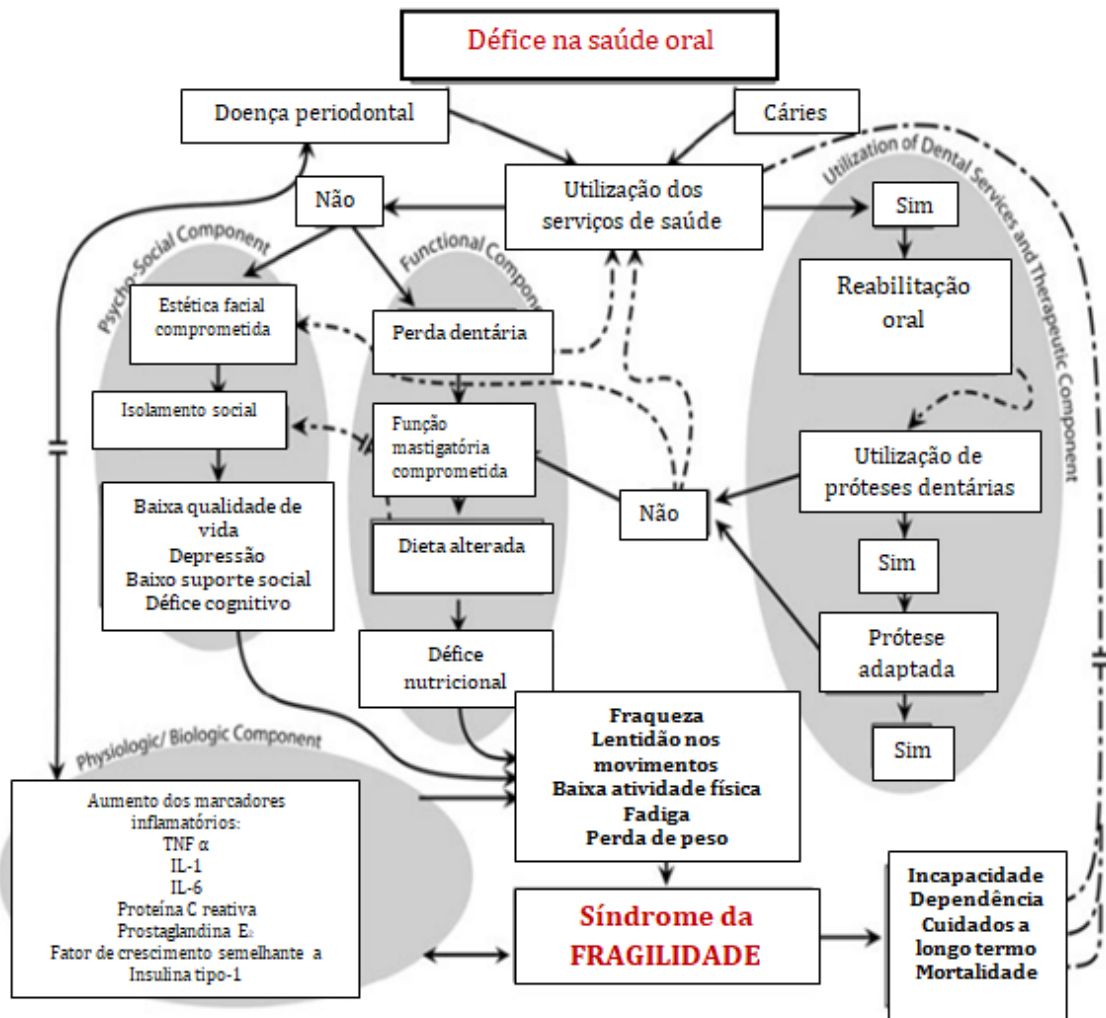 Défice na saúde oral
Doença periodontal
Cáries
Utilização dos
serviços de saúde
Não
Sim
Psycho-Social Component
Functional Compone
Utilization of Dental Services and Therapeutic Component
Estética facial
comprometida
Perda dentária
Reabilitação
oral
Isolamento social
Função
mastigatória
comprometida
Utilização de
próteses dentárias
Não
Baixa qualidade de
vida
Depressão
Baixo suporte social
Défice cognitivo
Dieta alterada
Sim
Défice
nutricional
Prótese
adaptada
Sim
Physiologic/ Biologic Component
Fraqueza
Lentidão nos
movimentos
Baixa atividade física
Fadiga
Perda de peso
Aumento dos marcadores
inflamatórios:
TNF α
IL-1
IL-6
Proteína C reativa
Prostaglandina E₂
Fator de crescimento semelhante a
Insulina tipo-1
Síndrome da
FRAGILIDADE
Incapacidade
Dependência
Cuidados a
longo termo
Mortalidade